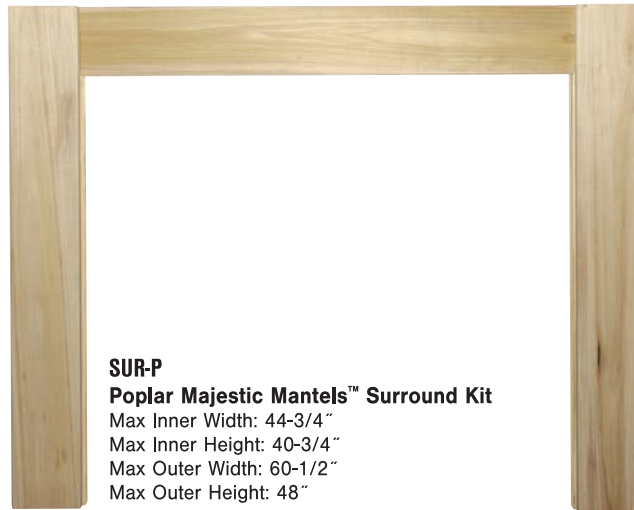 SUR-P
Poplar Majestic Mantels™ Surround Kit
Max Inner Width: 44-3/4˝
Max Inner Height: 40-3/4˝
Max Outer Width: 60-1/2˝
Max Outer Height: 48˝